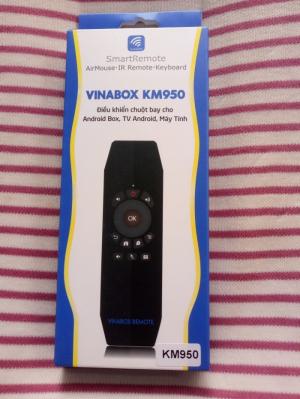 SmartRemote
AirMouse-IR Remote-Keyboard
VINABOX KM950
Điều khiển chuột bay cho
Android Box, TV Android, Máy Tính
OK
VINABOX REMOTE
KM950